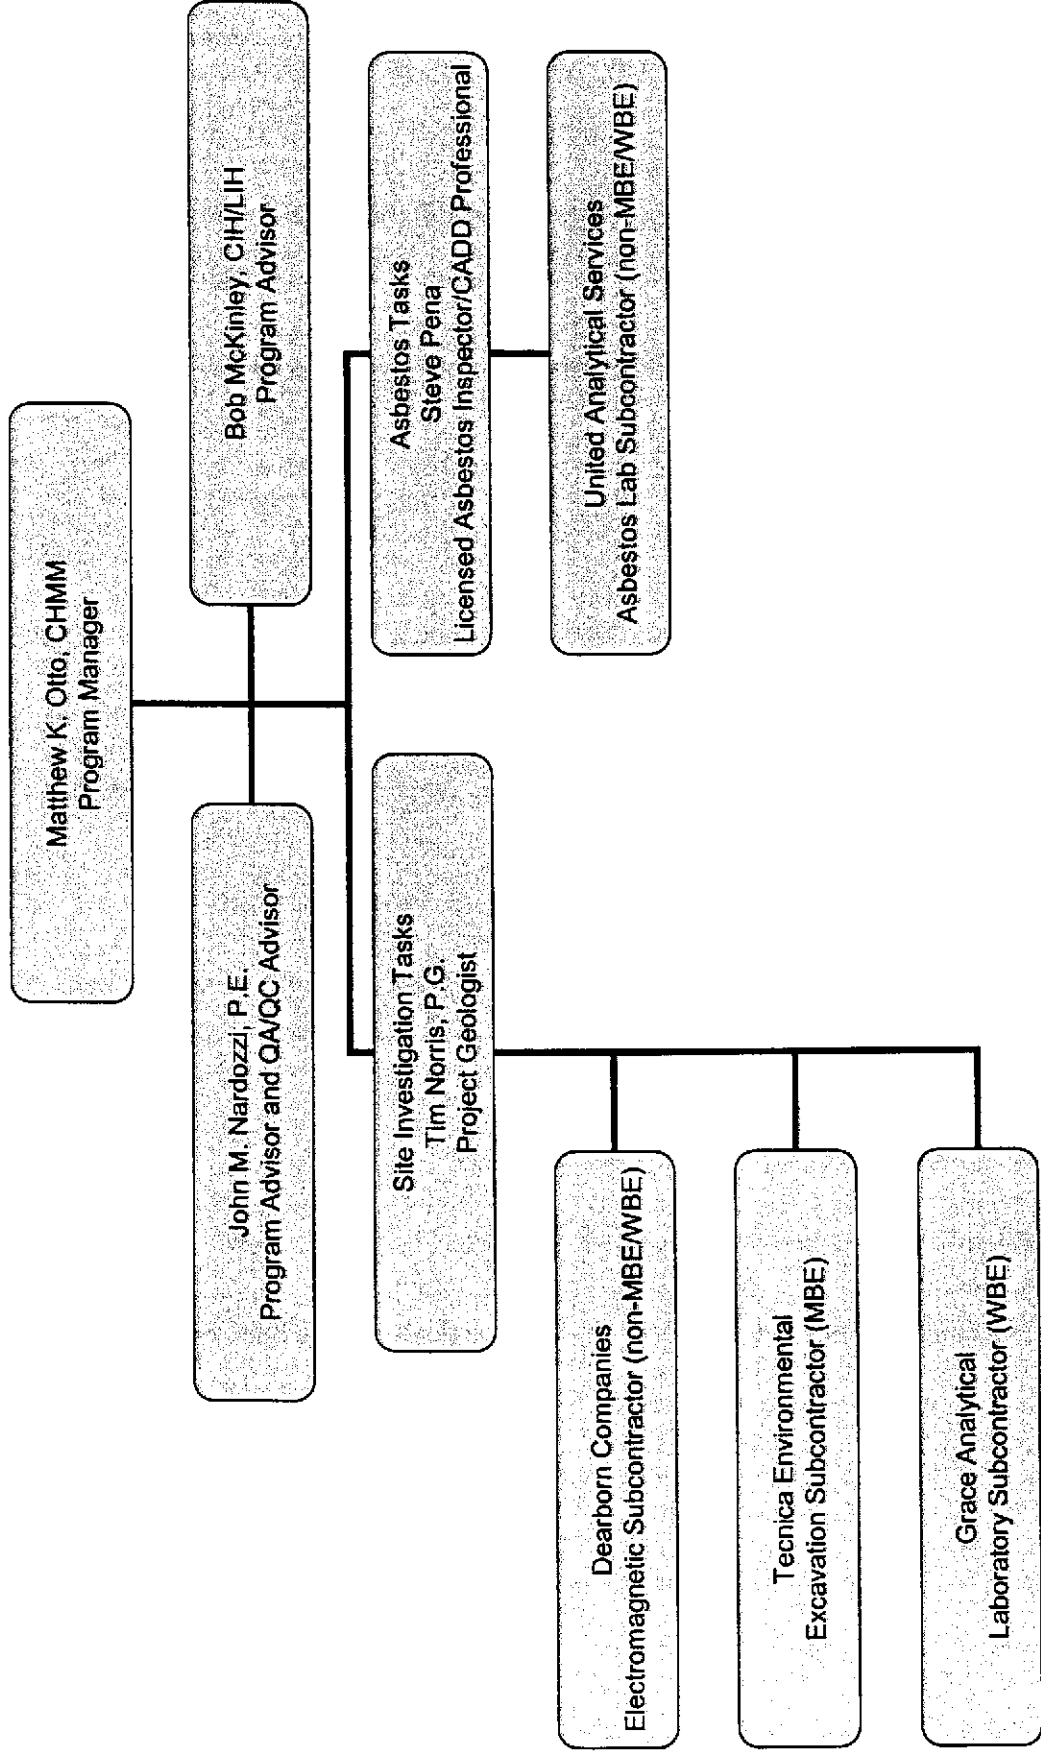 Matthew K. Otto, CHMM
Program Manager
John M. Nardozzi, P.E.
Program Advisor and QA/QC Advisor
Bob McKinley, CIH/LIH
Program Advisor
Site Investigation Tasks
Tim Norris, P.G.
Project Geologist
Asbestos Tasks
Steve Pena
Licensed Asbestos Inspector/CADD Professional
Dearborn Companies
Electromagnetic Subcontractor (non-MBE/WBE)
United Analytical Services
Asbestos Lab Subcontractor (non-MBE/WBE)
Tecnica Environmental
Excavation Subcontractor (MBE)
Grace Analytical
Laboratory Subcontractor (WBE)